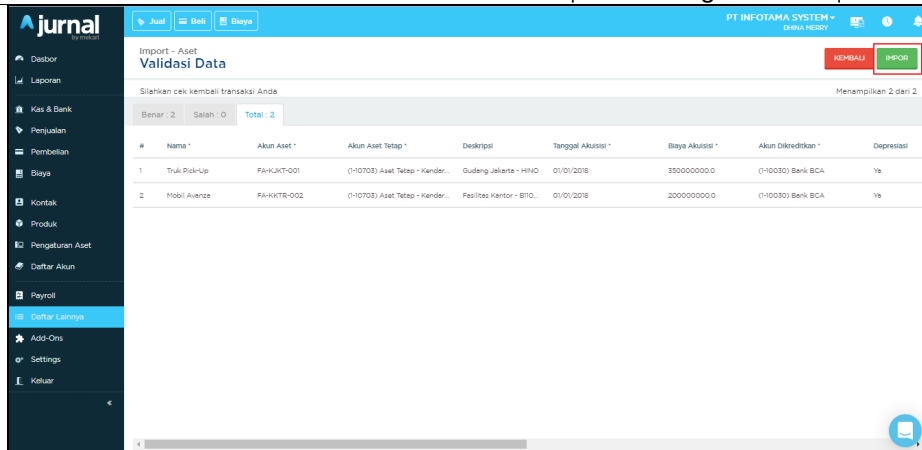 jurnal
by mekari
Jual
Beli
Biaya
PT INFOTAMA SYSTEM
DHINA MERRY
Dasbor
Laporan
Kas & Bank
Penjualan
Pembelian
Biaya
Kontak
Produk
Pengaturan Aset
Daftar Akun
Payroll
Daftar Lainnya
Add-Ons
Settings
Keluar
Import - Aset
Validasi Data
KEMBALI
IMPOR
Silahkan cek kembali transaksi Anda
Menampilkan 2 dari 2
Benar : 2 Salah : 0 Total : 2
# Nama * Akun Aset * Akun Aset Tetap * Deskripsi Tanggal Akuisisi * Biaya Akuisisi * Akun Dikreditkan * Depresiasi
1 Truk Pick-Up FA-KJKT-001 (1-10703) Aset Tetap - Kendar... Gudang Jakarta - HINO 01/01/2018 350000000.0 (1-10030) Bank BCA Ya
2 Mobil Avanza FA-KKTR-002 (1-10703) Aset Tetap - Kendar... Fasilitas Kantor - B110... 01/01/2018 200000000.0 (1-10030) Bank BCA Ya